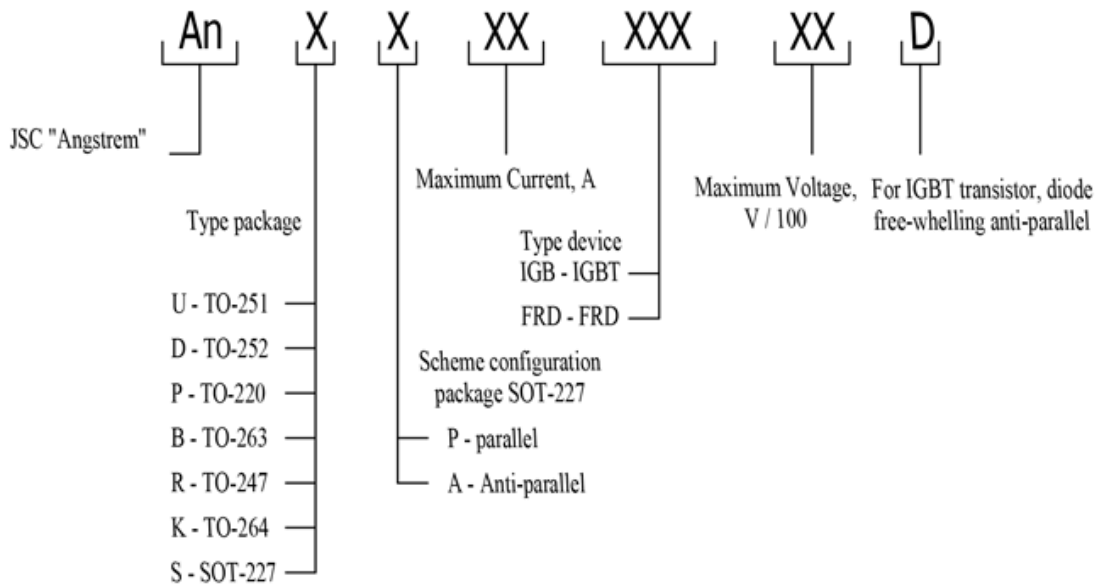 An X X XX XXX XX D
JSC "Angstrem"
Type package
U - TO-251
D - TO-252
P - TO-220
B - TO-263
R - TO-247
K - TO-264
S - SOT-227
Scheme configuration
package SOT-227
P - parallel
A - Anti-parallel
Maximum Current, A
Type device
IGB - IGBT
FRD - FRD
Maximum Voltage,
V / 100
For IGBT transistor, diode
free-whelling anti-parallel